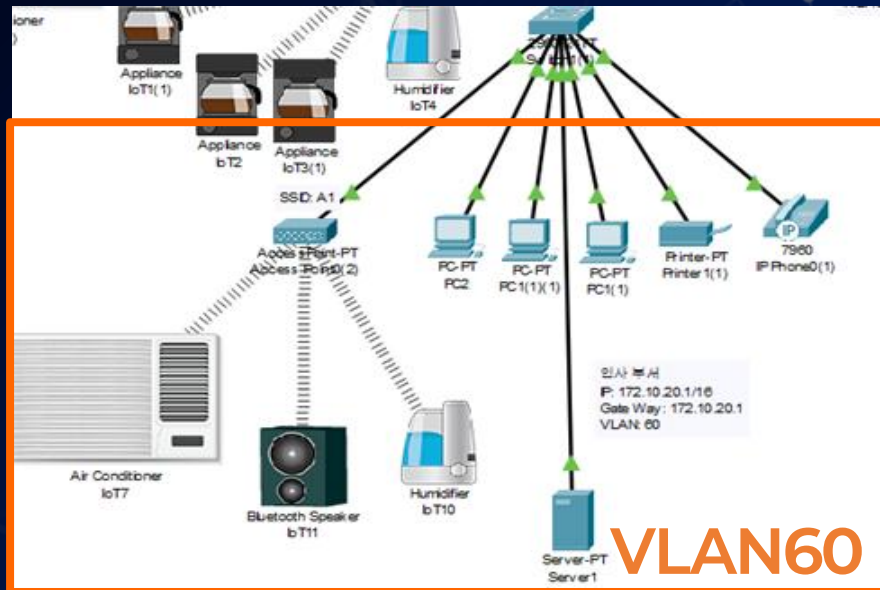 ioner
)
Appliance
IoT1(1)
Appliance
IoT2
Appliance
IoT3(1)
Humidifier
IoT4
Switch1(1)
SSID: A1
AccessPoint-PT
Access Point0(2)
PC-PT
PC2
PC-PT
PC1(1)(1)
PC-PT
PC1(1)
Printer-PT
Printer1(1)
IP
7960
IP Phone0(1)
인사 부서
IP: 172.10.20.1/16
Gate Way: 172.10.20.1
VLAN: 60
Air Conditioner
IoT7
Bluetooth Speaker
IoT11
Humidifier
IoT10
Server-PT
Server1
VLAN60